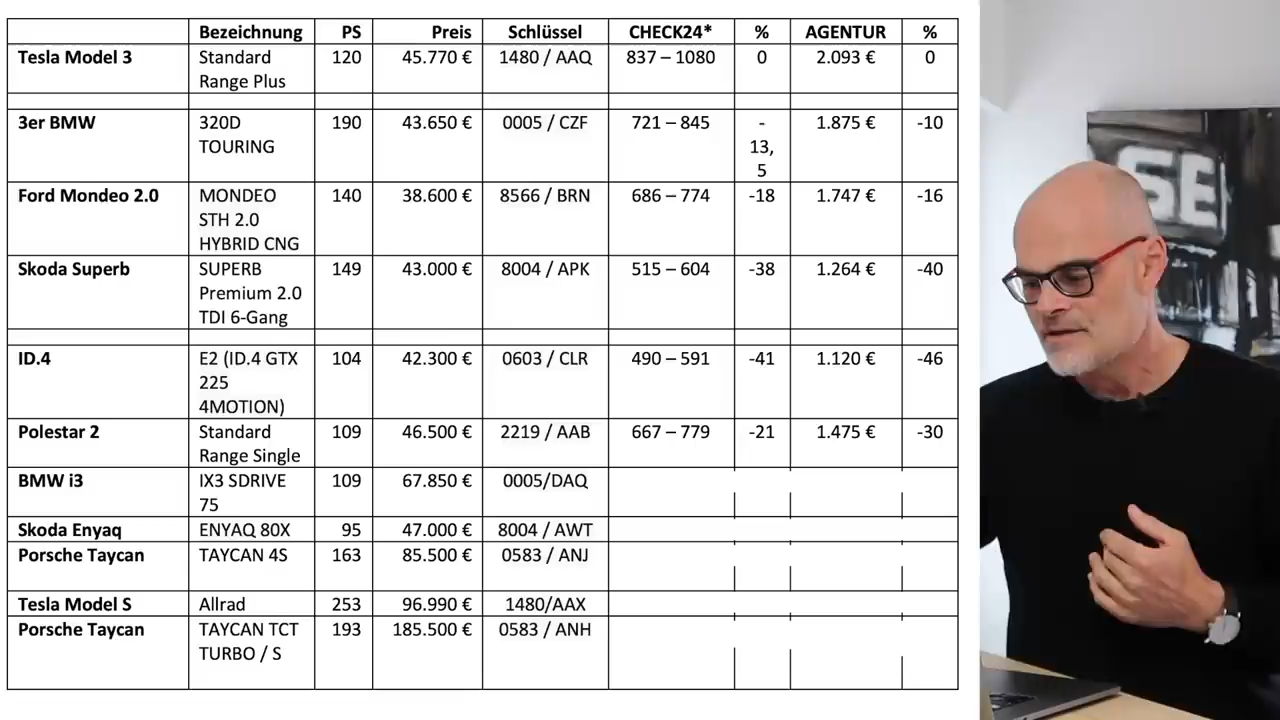 Bezeichnung PS Preis Schlüssel CHECK24* % AGENTUR %
Tesla Model 3 Standard 120 45.770 € 1480 / AAQ 837 – 1080 0 2.093 € 0
Range Plus
3er BMW 320D 190 43.650 € 0005 / CZF 721 – 845 - 1.875 € -10
TOURING 13,
5
Ford Mondeo 2.0 MONDEO 140 38.600 € 8566 / BRN 686 – 774 -18 1.747 € -16
STH 2.0
HYBRID CNG
Skoda Superb SUPERB 149 43.000 € 8004 / APK 515 – 604 -38 1.264 € -40
Premium 2.0
TDI 6-Gang
ID.4 E2 (ID.4 GTX 104 42.300 € 0603 / CLR 490 – 591 -41 1.120 € -46
225
4MOTION)
Polestar 2 Standard 109 46.500 € 2219 / AAB 667 – 779 -21 1.475 € -30
Range Single
BMW i3 IX3 SDRIVE 109 67.850 € 0005/DAQ
75
Skoda Enyaq ENYAQ 80X 95 47.000 € 8004 / AWT
Porsche Taycan TAYCAN 4S 163 85.500 € 0583 / ANJ
Tesla Model S Allrad 253 96.990 € 1480/AAX
Porsche Taycan TAYCAN TCT 193 185.500 € 0583 / ANH
TURBO / S